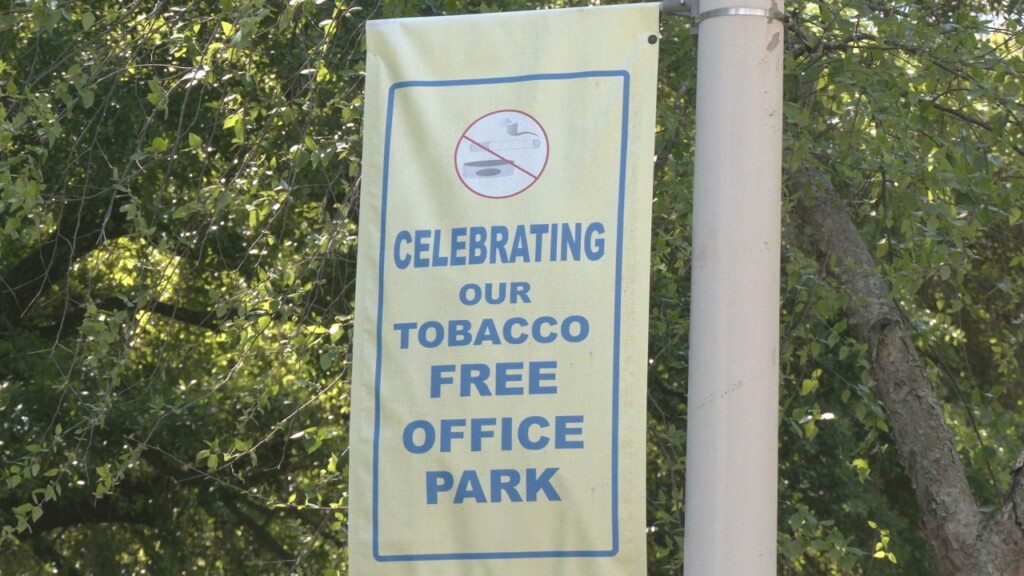 CELEBRATING
OUR
TOBACCO
FREE
OFFICE
PARK